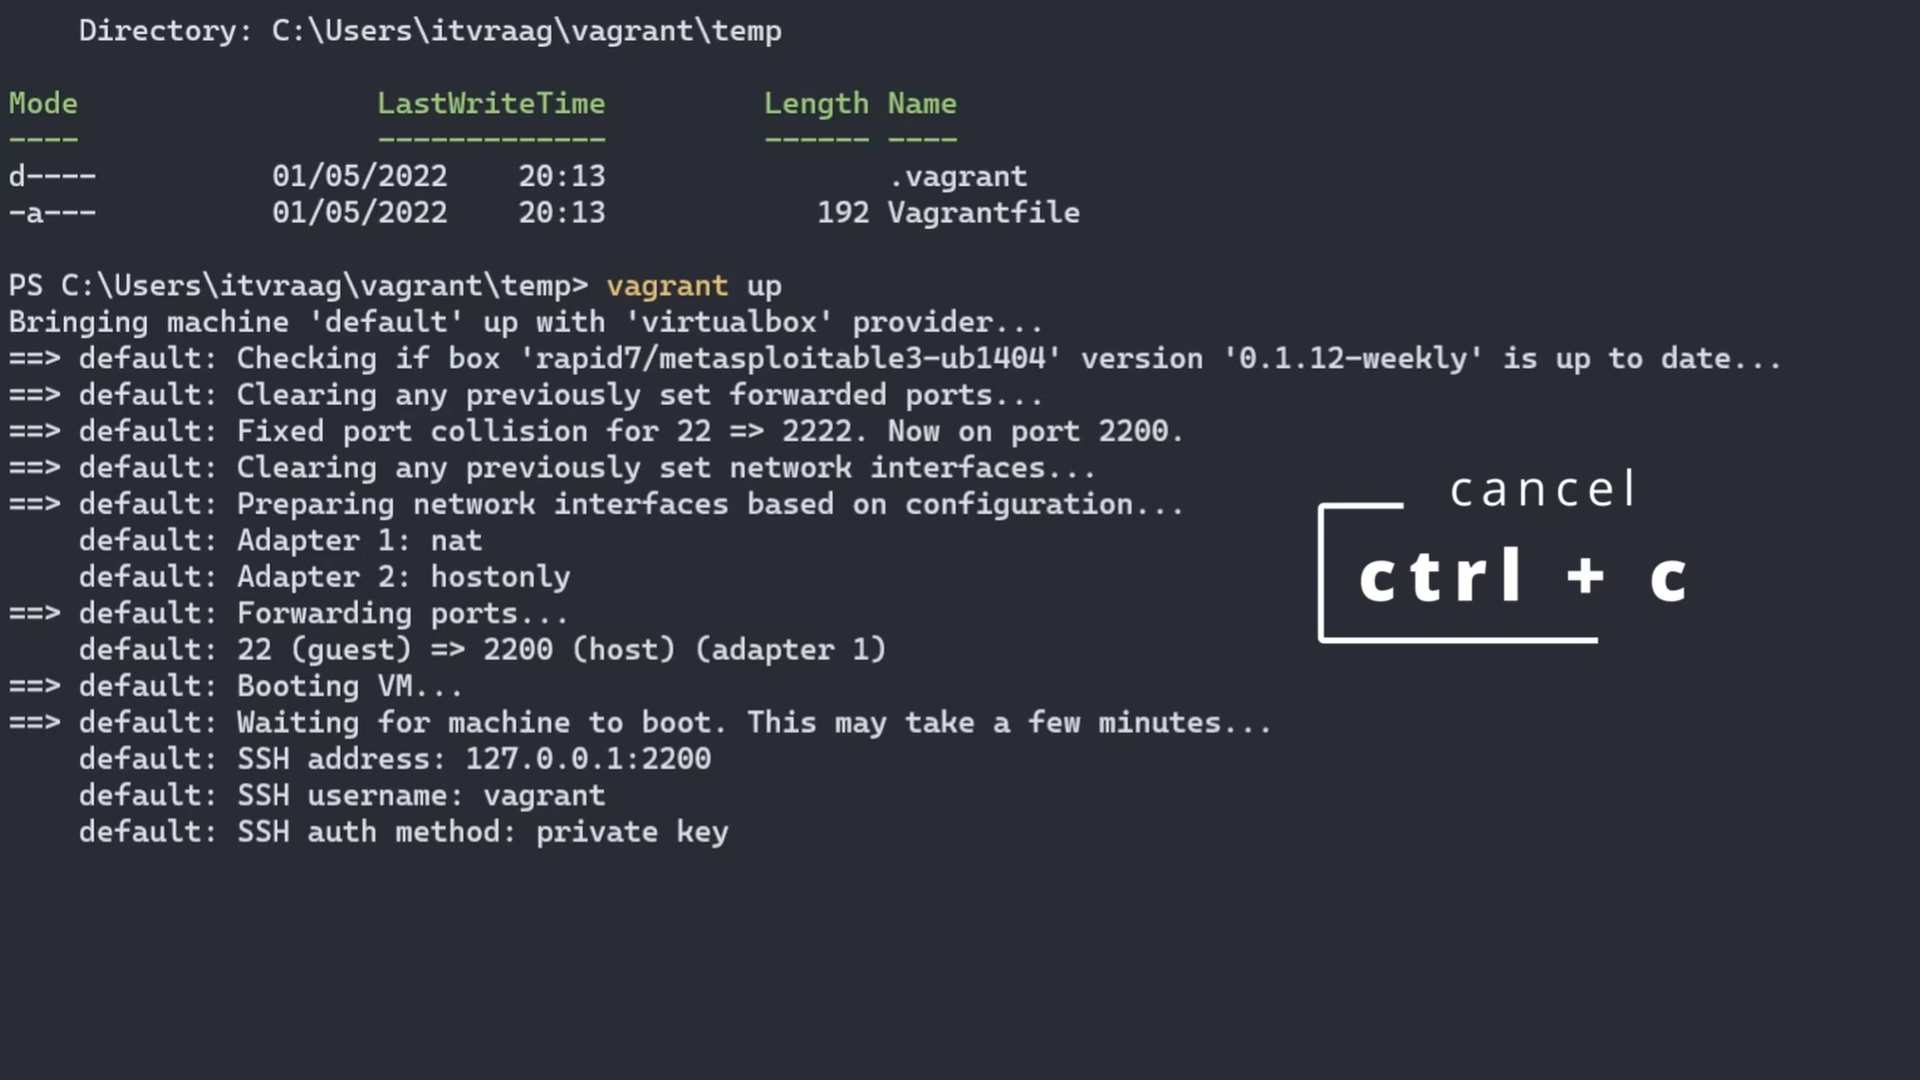 Directory: C:\Users\itvraag\vagrant\temp
Mode LastWriteTime Length Name
---- ------------- ------ ----
d---- 01/05/2022 20:13 .vagrant
-a--- 01/05/2022 20:13 192 Vagrantfile
PS C:\Users\itvraag\vagrant\temp> vagrant up
Bringing machine 'default' up with 'virtualbox' provider...
==> default: Checking if box 'rapid7/metasploitable3-ub1404' version '0.1.12-weekly' is up to date...
==> default: Clearing any previously set forwarded ports...
==> default: Fixed port collision for 22 => 2222. Now on port 2200.
==> default: Clearing any previously set network interfaces...
==> default: Preparing network interfaces based on configuration...
default: Adapter 1: nat
default: Adapter 2: hostonly
==> default: Forwarding ports...
default: 22 (guest) => 2200 (host) (adapter 1)
==> default: Booting VM...
==> default: Waiting for machine to boot. This may take a few minutes...
default: SSH address: 127.0.0.1:2200
default: SSH username: vagrant
default: SSH auth method: private key
cancel
ctrl + c